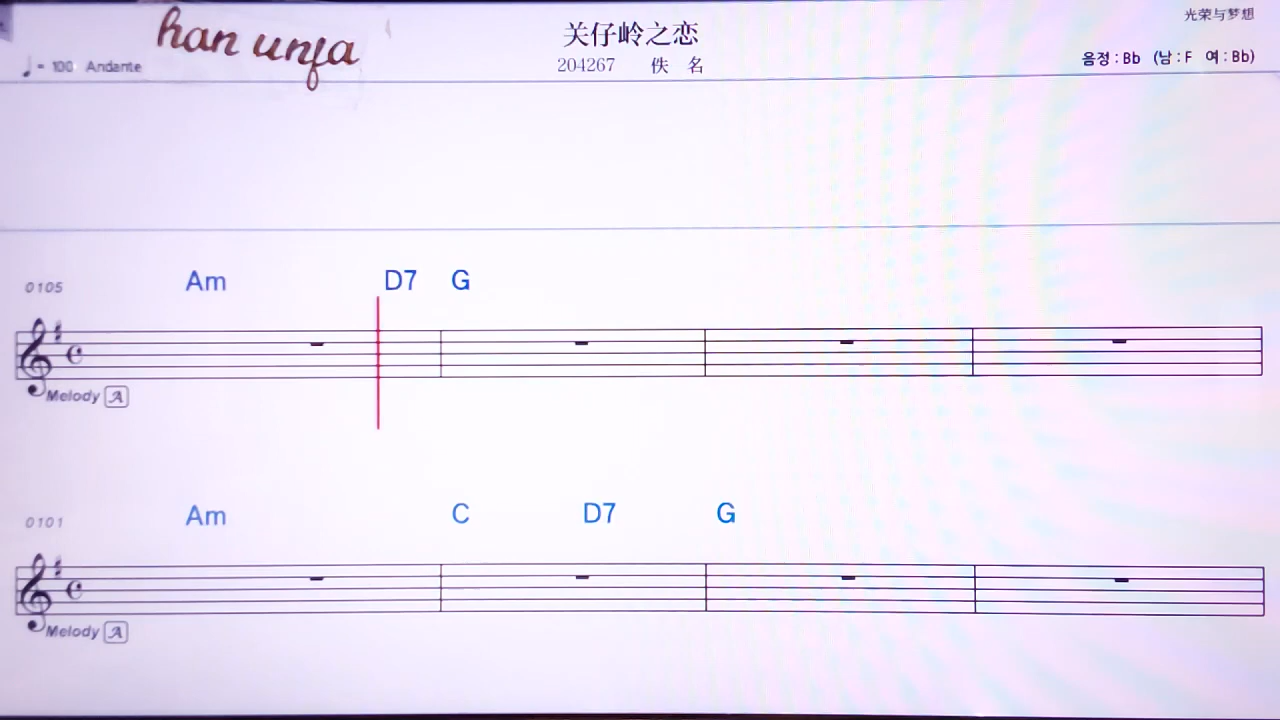 han unfa
关仔岭之恋
光荣与梦想
♩= 100 Andante
204267 佚 名
음정 : Bb (남 : F 여 : Bb)
0105 Am D7 G
Melody A
0101 Am C D7 G
Melody A